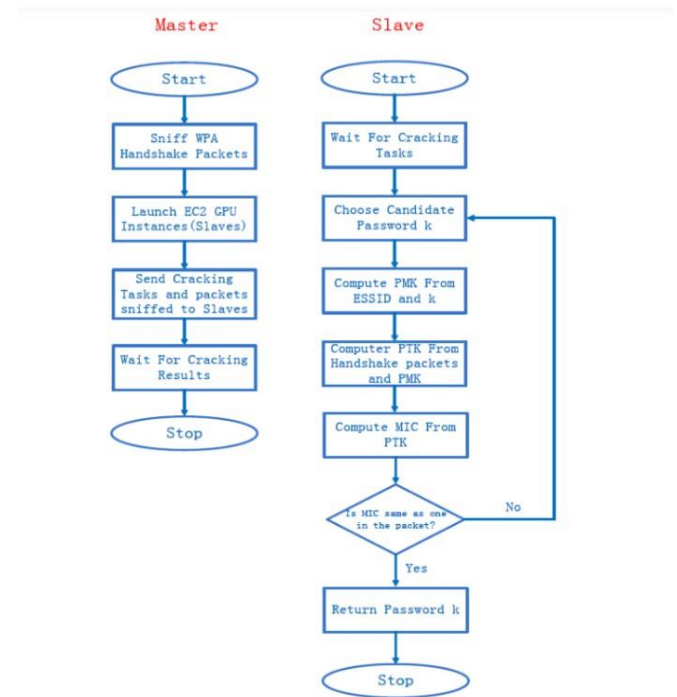 Master
Start
Sniff WPA
Handshake Packets
Launch EC2 GPU
Instances(Slaves)
Send Cracking
Tasks and packets
sniffed to Slaves
Wait For Cracking
Results
Stop
Slave
Start
Wait For Cracking
Tasks
Choose Candidate
Password k
Compute PMK From
ESSID and k
Computer PTK From
Handshake packets
and PMK
Compute MIC From
PTK
Is MIC same as one
in the packet?
No
Yes
Return Password k
Stop